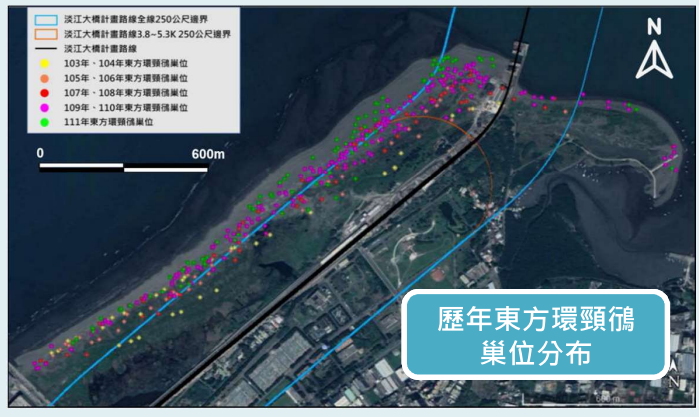 淡江大橋計畫路線全線250公尺邊界
淡江大橋計畫路線3.8~5.3K 250公尺邊界
淡江大橋計畫路線
103年、104年東方環頸鴴巢位
105年、106年東方環頸鴴巢位
107年、108年東方環頸鴴巢位
109年、110年東方環頸鴴巢位
111年東方環頸鴴巢位
N
0 600m
歷年東方環頸鴴
巢位分布
N
600 m